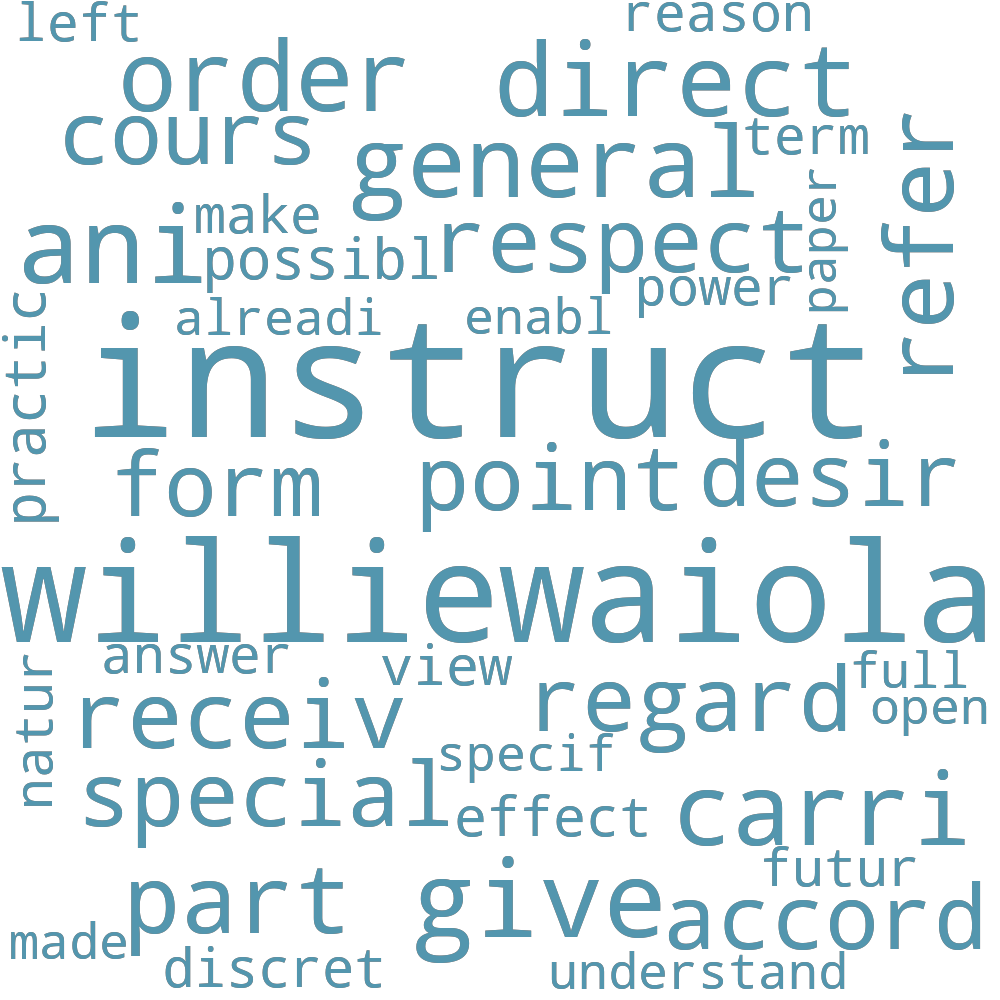 left
reason
order
direct
cours
general
term
refer
paper
ani
make
respect
possibl
power
practic
alreadi
enabl
instruct
form
point
desir
williewaiola
answer
view
full
natur
receiv
regard
open
specif
special
effect
carri
futur
part
give
accord
made
discret
understand